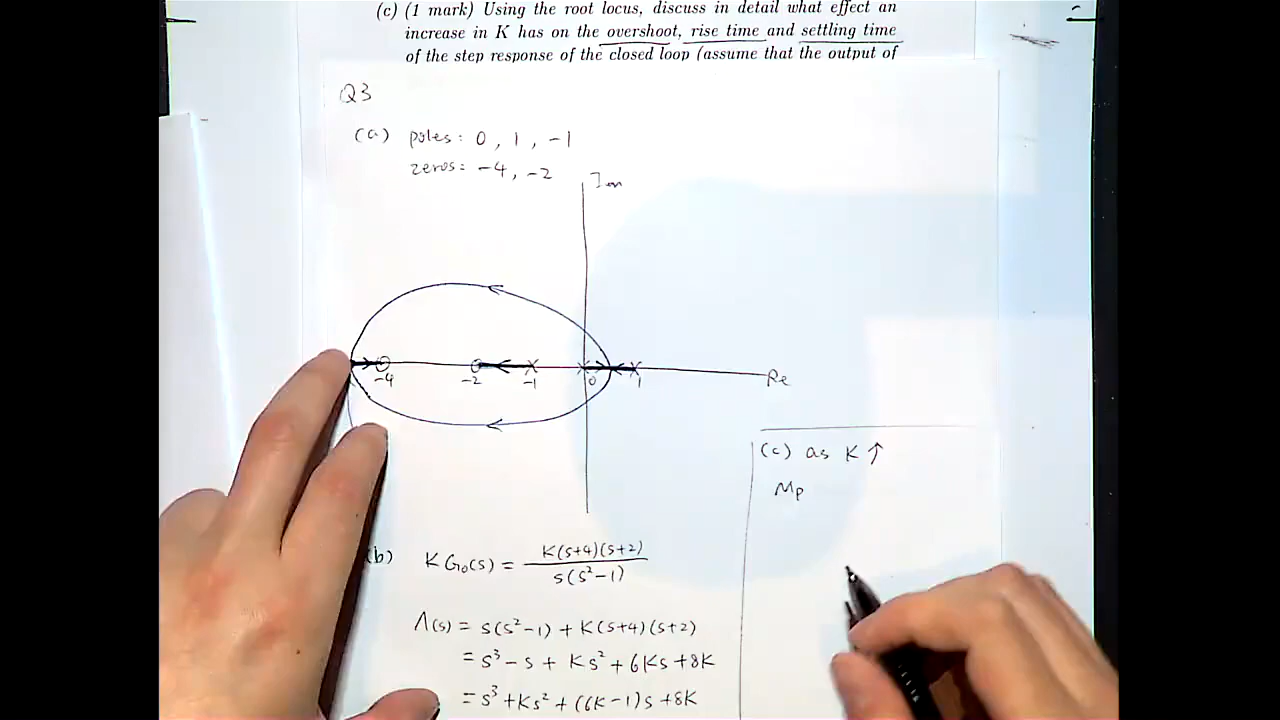 (c) (1 mark) Using the root locus, discuss in detail what effect an
increase in K has on the overshoot, rise time and settling time
of the step response of the closed loop (assume that the output of
Q3
(a) poles: 0, 1, -1
zeros: -4, -2
Im
-4 -2 -1 0 1 Re
(c) as K ↑
Mp
(b) K G₀(s) = K(s+4)(s+2) / s(s²-1)
Λ(s) = s(s²-1) + K(s+4)(s+2)
= s³ - s + Ks² + 6Ks + 8K
= s³ + Ks² + (6K-1)s + 8K